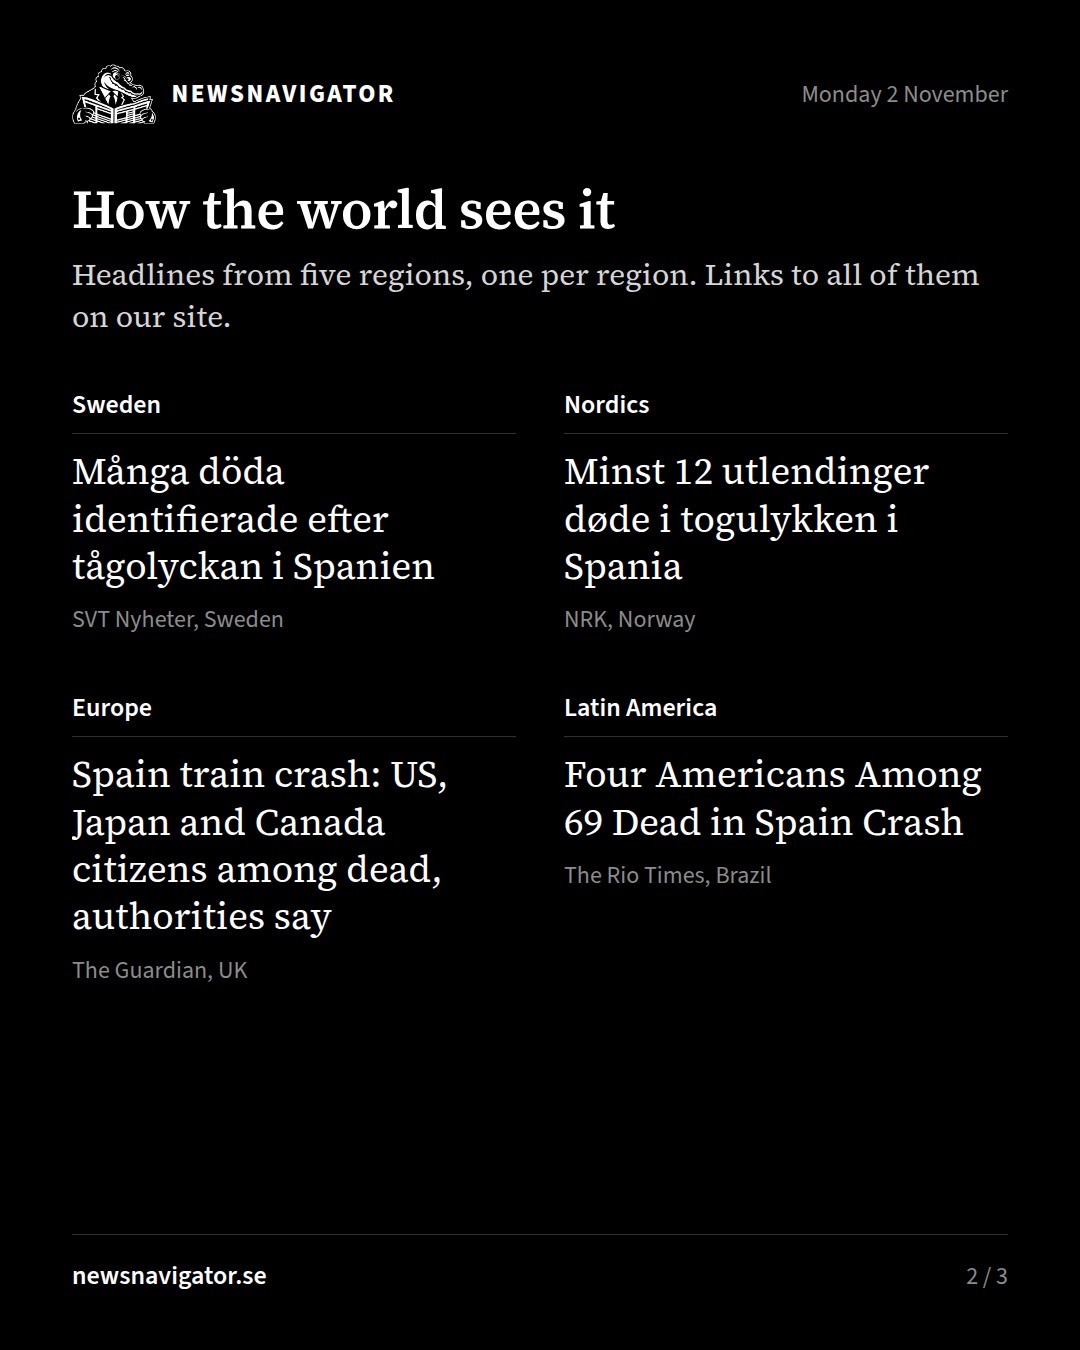 NEWSNAVIGATOR
Monday 2 November
How the world sees it
Headlines from five regions, one per region. Links to all of them
on our site.
Sweden
Många döda
identifierade efter
tågolyckan i Spanien
SVT Nyheter, Sweden
Nordics
Minst 12 utlendinger
døde i togulykken i
Spania
NRK, Norway
Europe
Spain train crash: US,
Japan and Canada
citizens among dead,
authorities say
The Guardian, UK
Latin America
Four Americans Among
69 Dead in Spain Crash
The Rio Times, Brazil
newsnavigator.se
2 / 3